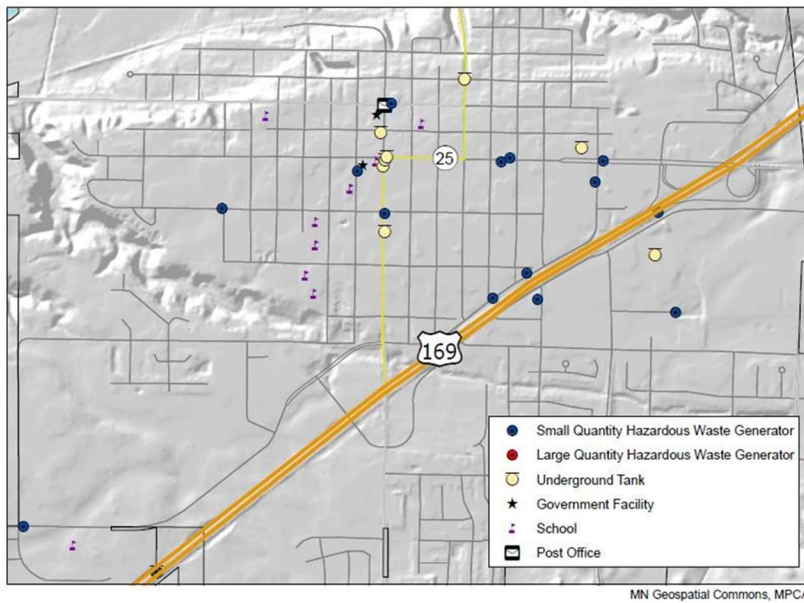 25
169
Small Quantity Hazardous Waste Generator
Large Quantity Hazardous Waste Generator
Underground Tank
Government Facility
School
Post Office
MN Geospatial Commons, MPCA